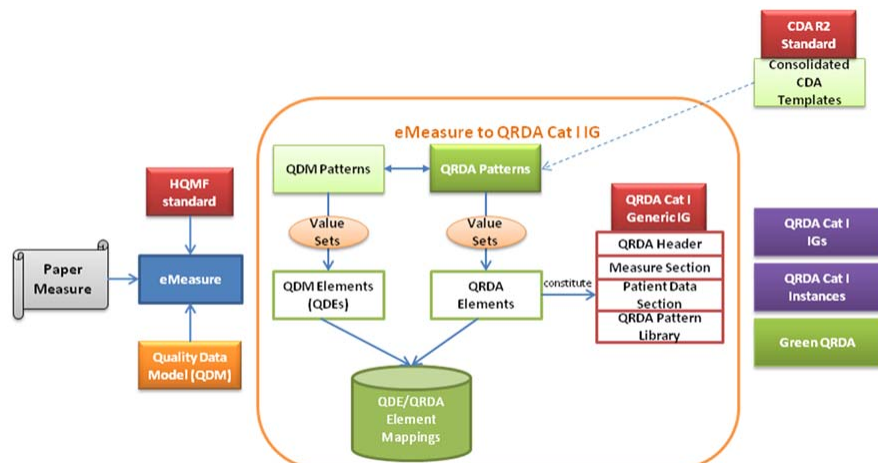 CDA R2
Standard
Consolidated
CDA
Templates
eMeasure to QRDA Cat I IG
QDM Patterns
QRDA Patterns
HQMF
standard
Value
Sets
Value
Sets
QRDA Cat I
Generic IG
QRDA Header
Measure Section
Patient Data
Section
QRDA Pattern
Library
QRDA Cat I
IGs
QRDA Cat I
Instances
Green QRDA
Paper
Measure
eMeasure
QDM Elements
(QDEs)
QRDA
Elements
constitute
Quality Data
Model (QDM)
QDE/QRDA
Element
Mappings